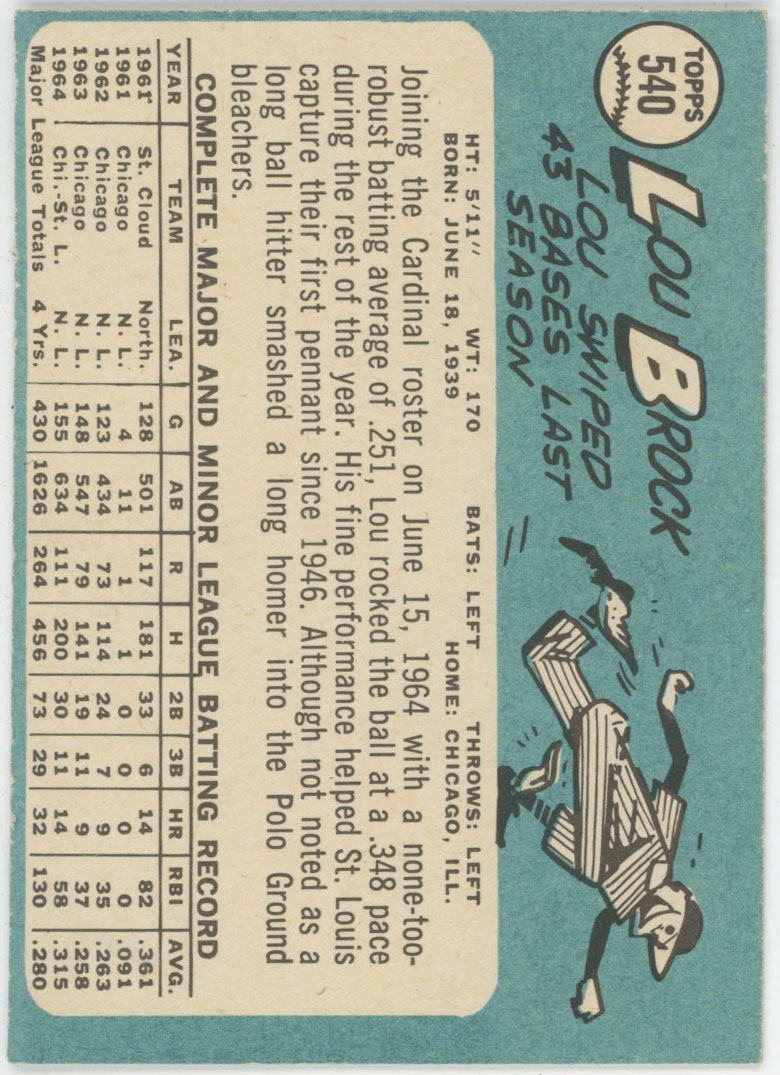 TOPPS
540
LOU BROCK
LOU SWIPED
43 BASES LAST
SEASON
HT: 5'11" WT: 170 BATS: LEFT THROWS: LEFT
BORN: JUNE 18, 1939 HOME: CHICAGO, ILL.
Joining the Cardinal roster on June 15, 1964 with a none-too-
robust batting average of .251, Lou rocked the ball at a .348 pace
during the rest of the year. His fine performance helped St. Louis
capture their first pennant since 1946. Although not noted as a
long ball hitter smashed a long homer into the Polo Ground
bleachers.
COMPLETE MAJOR AND MINOR LEAGUE BATTING RECORD
YEAR TEAM LEA. G AB R H 2B 3B HR RBI AVG.
1961 St. Cloud North. 128 501 117 181 33 6 14 82 .361
1961 Chicago N. L. 4 11 1 1 0 0 0 0 .091
1962 Chicago N. L. 123 434 73 114 24 7 9 35 .263
1963 Chicago N. L. 148 547 79 141 19 11 9 37 .258
1964 Chi.-St. L. N. L. 155 634 111 200 30 11 14 58 .315
Major League Totals 4 Yrs. 430 1626 264 456 73 29 32 130 .280